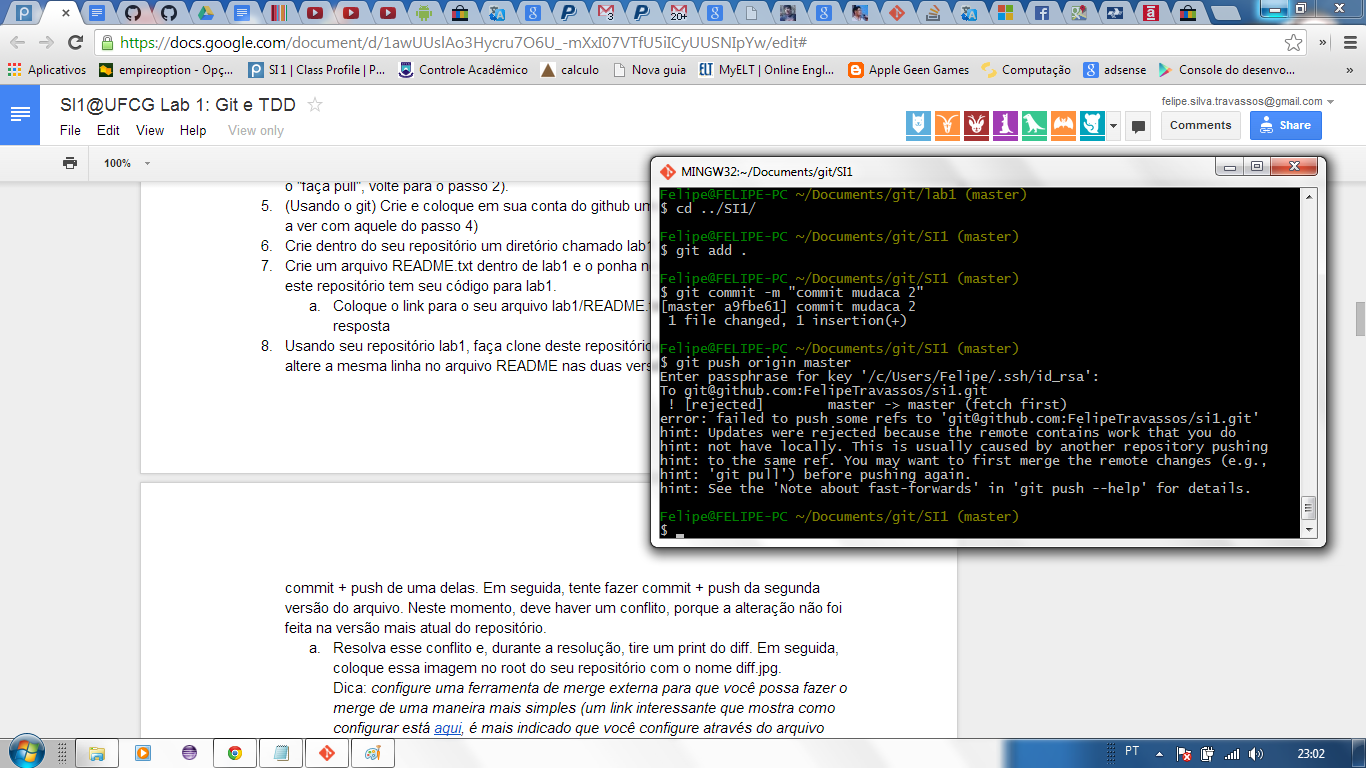 https://docs.google.com/document/d/1awUUslAo3Hycru7O6U_-mXxI07VTfU5iICyUUSNIpYw/edit#
Aplicativos
empireoption - Opç...
SI1 | Class Profile | P...
Controle Acadêmico
calculo
Nova guia
MyELT | Online Engl...
Apple Geen Games
Computação
adsense
Console do desenvo...
SI1@UFCG Lab 1: Git e TDD
felipe.silva.travassos@gmail.com
File Edit View Help View only
Comments
Share
100%
o "faça pull", volte para o passo 2).
5. (Usando o git) Crie e coloque em sua conta do github um
a ver com aquele do passo 4)
6. Crie dentro do seu repositório um diretório chamado lab1
7. Crie um arquivo README.txt dentro de lab1 e o ponha n
este repositório tem seu código para lab1.
a. Coloque o link para o seu arquivo lab1/README.
resposta
8. Usando seu repositório lab1, faça clone deste repositório
altere a mesma linha no arquivo README nas duas vers
MINGW32:~/Documents/git/SI1
Felipe@FELIPE-PC ~/Documents/git/lab1 (master)
$ cd ../SI1/
Felipe@FELIPE-PC ~/Documents/git/SI1 (master)
$ git add .
Felipe@FELIPE-PC ~/Documents/git/SI1 (master)
$ git commit -m "commit mudaca 2"
[master a9fbe61] commit mudaca 2
1 file changed, 1 insertion(+)
Felipe@FELIPE-PC ~/Documents/git/SI1 (master)
$ git push origin master
Enter passphrase for key '/c/Users/Felipe/.ssh/id_rsa':
To git@github.com:FelipeTravassos/si1.git
! [rejected] master -> master (fetch first)
error: failed to push some refs to 'git@github.com:FelipeTravassos/si1.git'
hint: Updates were rejected because the remote contains work that you do
hint: not have locally. This is usually caused by another repository pushing
hint: to the same ref. You may want to first merge the remote changes (e.g.,
hint: 'git pull') before pushing again.
hint: See the 'Note about fast-forwards' in 'git push --help' for details.
Felipe@FELIPE-PC ~/Documents/git/SI1 (master)
$
commit + push de uma delas. Em seguida, tente fazer commit + push da segunda
versão do arquivo. Neste momento, deve haver um conflito, porque a alteração não foi
feita na versão mais atual do repositório.
a. Resolva esse conflito e, durante a resolução, tire um print do diff. Em seguida,
coloque essa imagem no root do seu repositório com o nome diff.jpg.
Dica: configure uma ferramenta de merge externa para que você possa fazer o
merge de uma maneira mais simples (um link interessante que mostra como
configurar está aqui, é mais indicado que você configure através do arquivo
PT
23:02